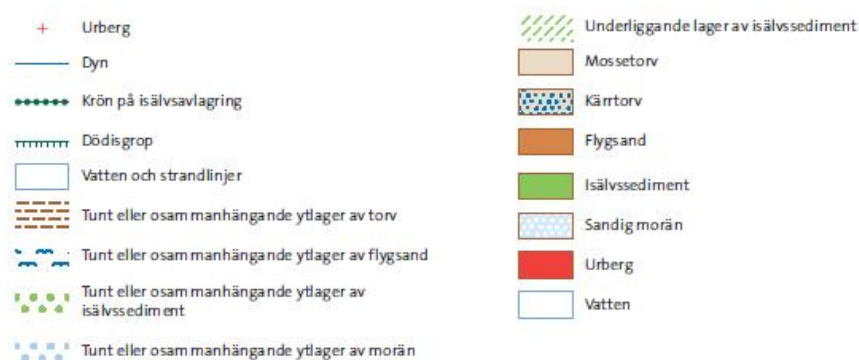 Urberg
Dyn
Krön på isälvsavlagring
Dödisgrop
Vatten och strandlinjer
Tunt eller osammanhängande ytlager av torv
Tunt eller osammanhängande ytlager av flygsand
Tunt eller osammanhängande ytlager av
isälvssediment
Tunt eller osammanhängande ytlager av morän
Underliggande lager av isälvssediment
Mossetorv
Kärrtorv
Flygsand
Isälvssediment
Sandig morän
Urberg
Vatten